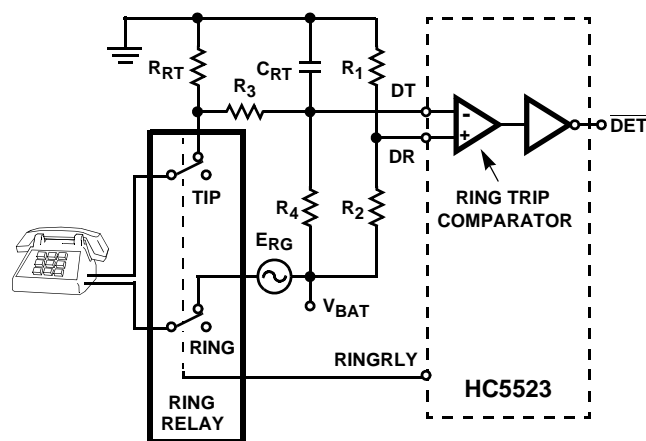 R_RT
C_RT
R_1
R_3
DT
DET
-
+
DR
TIP
RING TRIP
COMPARATOR
R_4
R_2
E_RG
V_BAT
RING
RINGRLY
HC5523
RING
RELAY